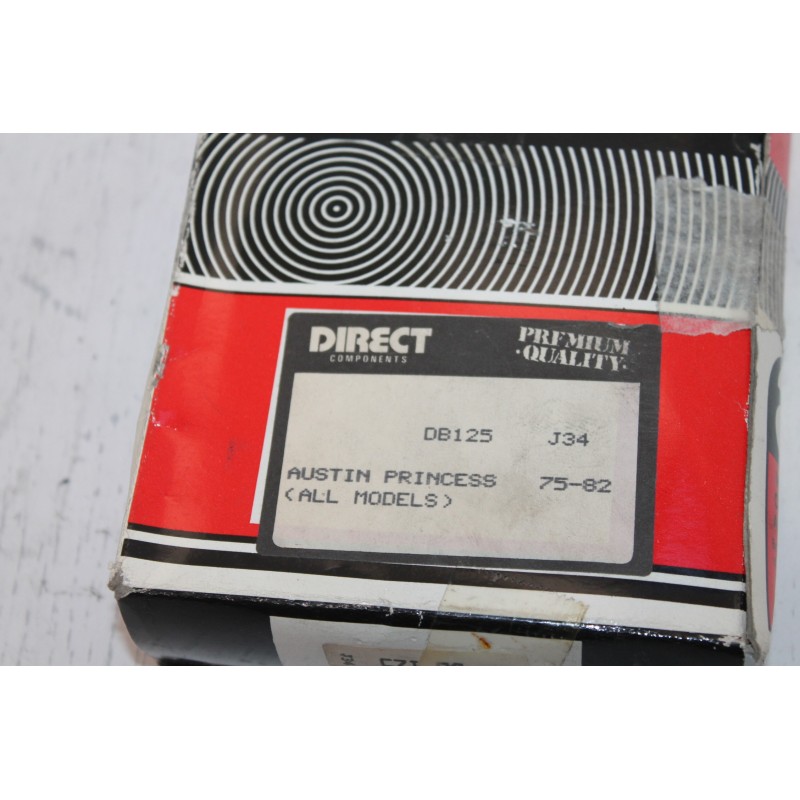 DIRECT
COMPONENTS
PREMIUM
·QUALITY·
DB125 J34
AUSTIN PRINCESS 75-82
(ALL MODELS)